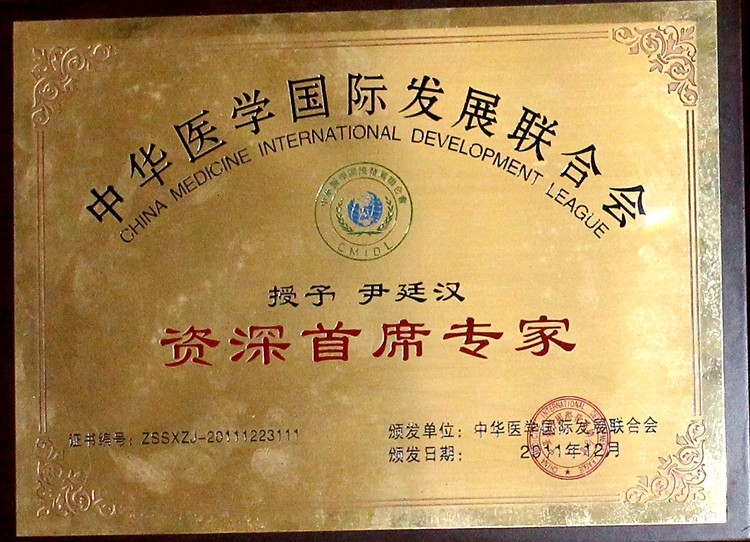 中华医学国际发展联合会
CHINA MEDICINE INTERNATIONAL DEVELOPMENT LEAGUE
CMIDL
授予 尹廷汉
资深首席专家
证书编号：ZSSXZJ-20111223111
颁发单位：中华医学国际发展联合会
颁发日期： 2011年12月